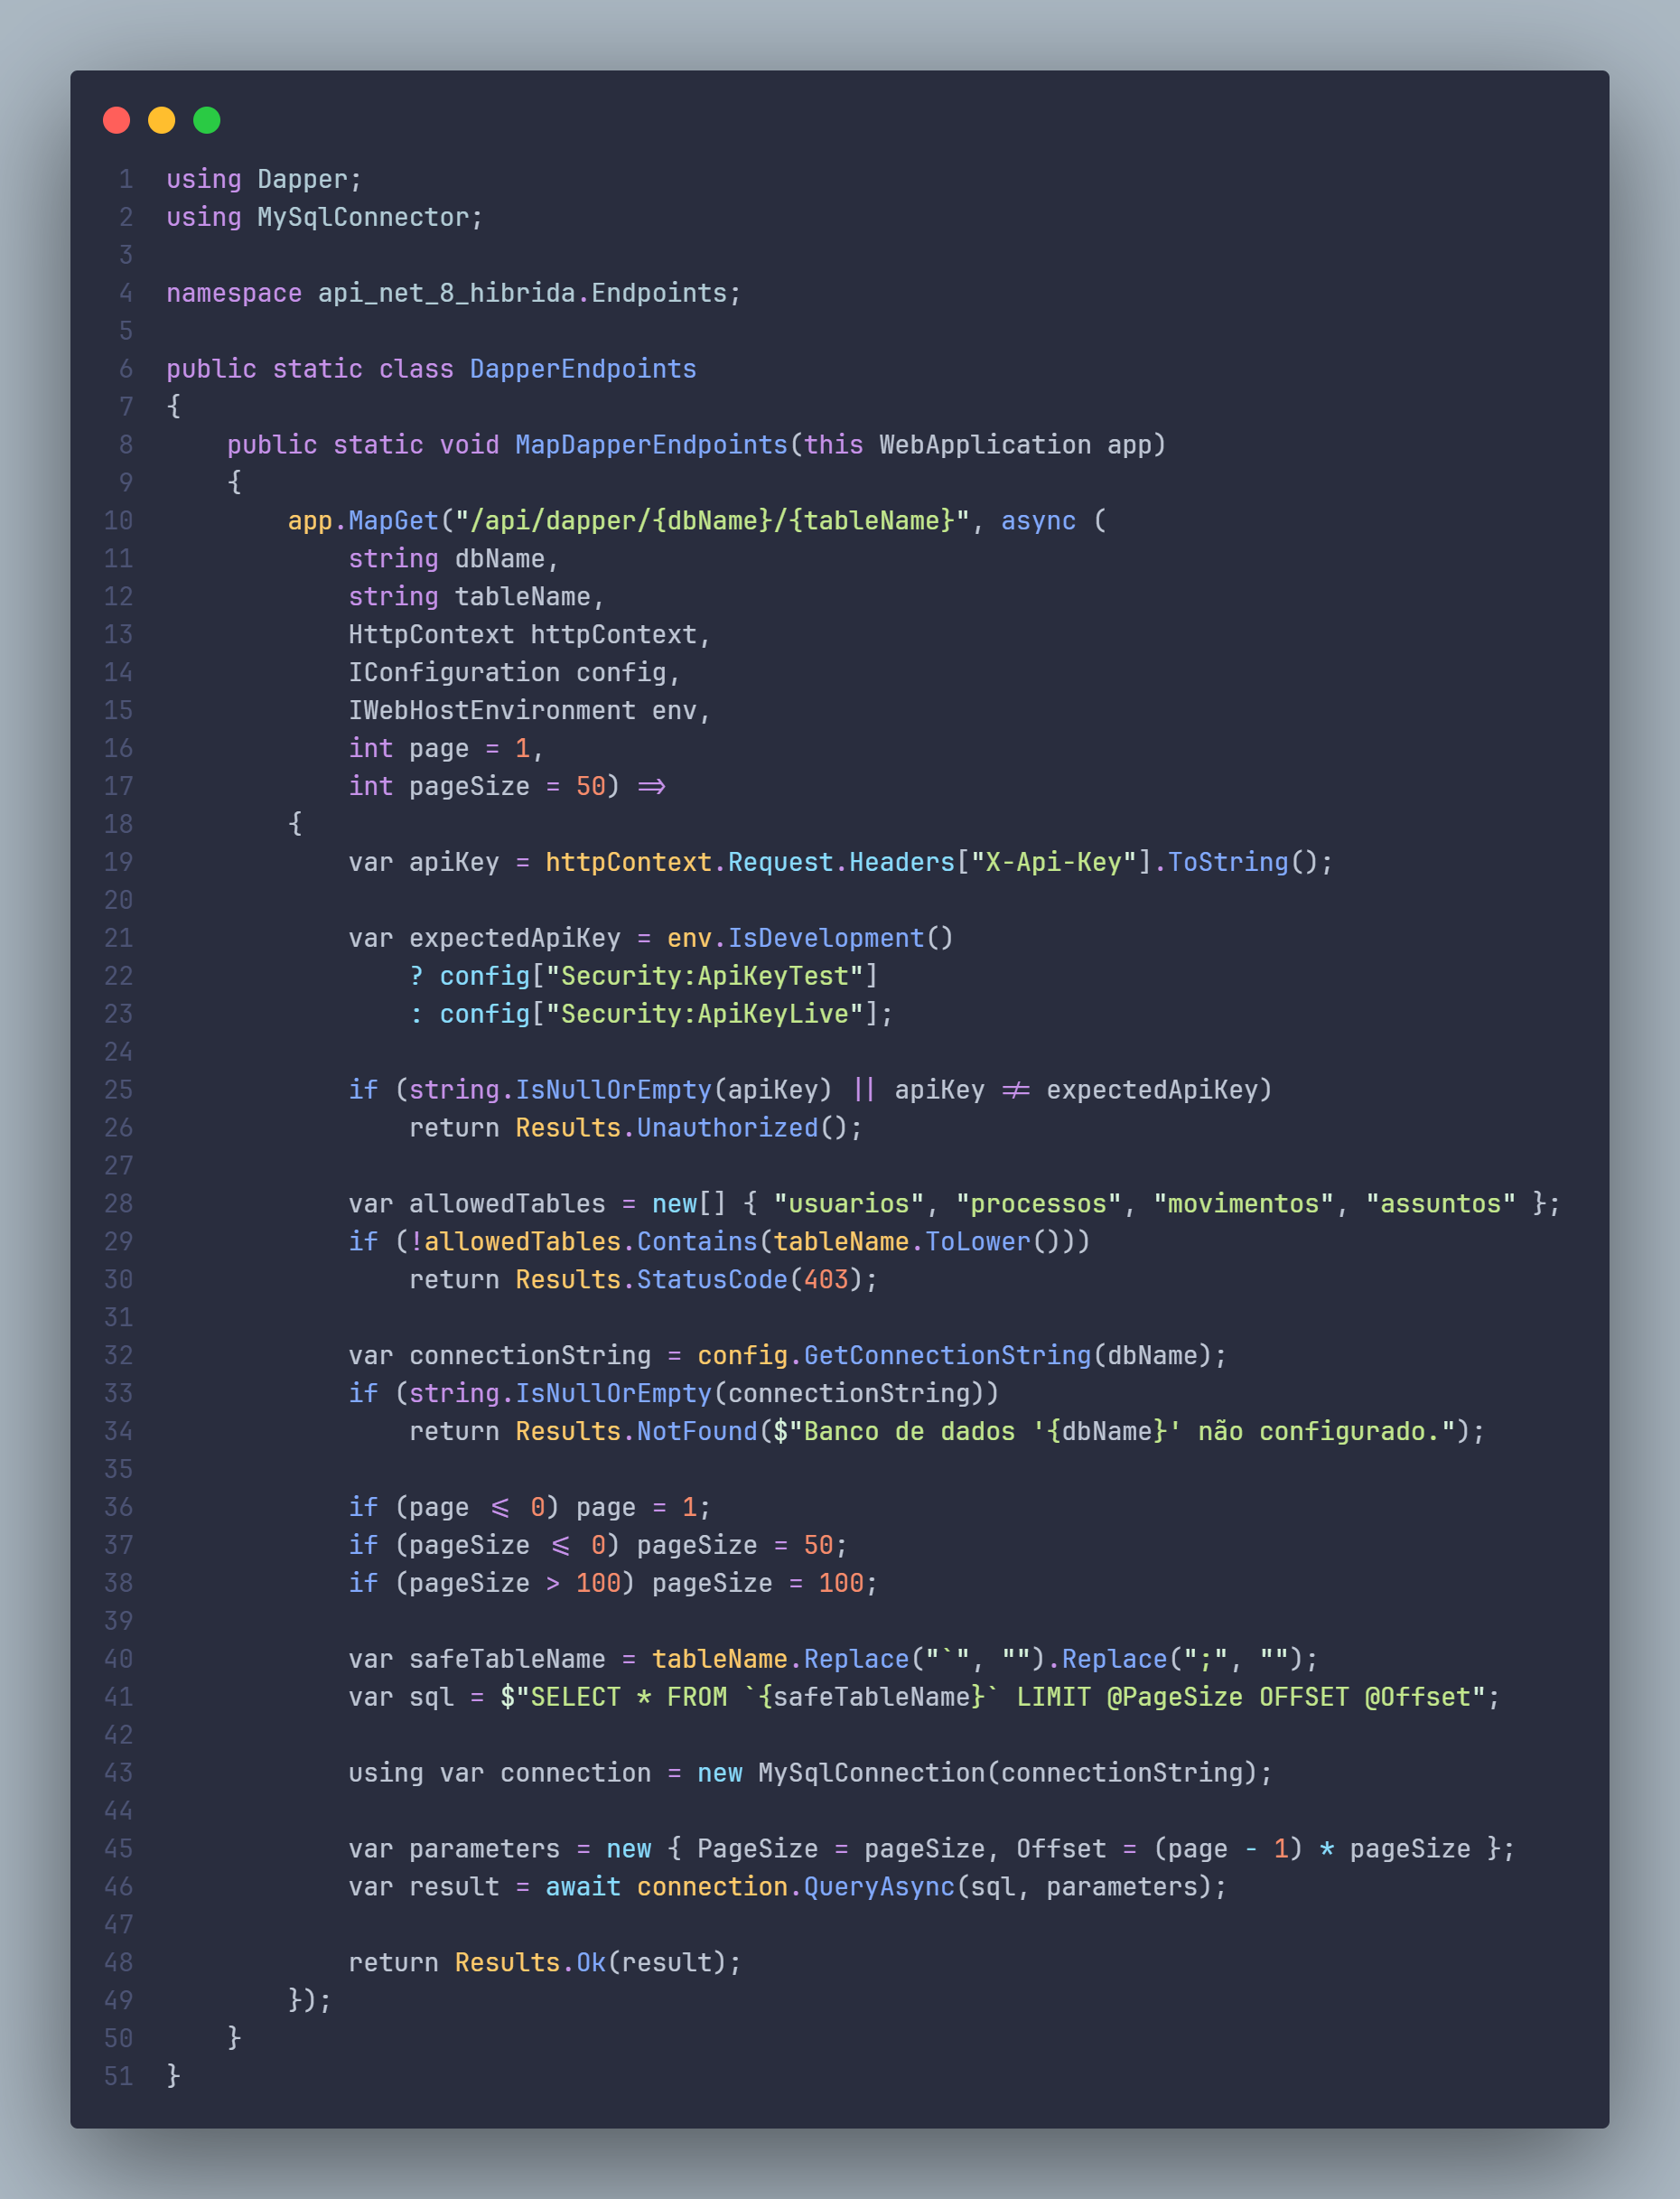 1 using Dapper;
2 using MySqlConnector;
3
4 namespace api_net_8_hibrida.Endpoints;
5
6 public static class DapperEndpoints
7 {
8     public static void MapDapperEndpoints(this WebApplication app)
9     {
10         app.MapGet("/api/dapper/{dbName}/{tableName}", async (
11             string dbName,
12             string tableName,
13             HttpContext httpContext,
14             IConfiguration config,
15             IWebHostEnvironment env,
16             int page = 1,
17             int pageSize = 50) =>
18         {
19             var apiKey = httpContext.Request.Headers["X-Api-Key"].ToString();
20
21             var expectedApiKey = env.IsDevelopment()
22                 ? config["Security:ApiKeyTest"]
23                 : config["Security:ApiKeyLive"];
24
25             if (string.IsNullOrEmpty(apiKey) || apiKey != expectedApiKey)
26                 return Results.Unauthorized();
27
28             var allowedTables = new[] { "usuarios", "processos", "movimentos", "assuntos" };
29             if (!allowedTables.Contains(tableName.ToLower()))
30                 return Results.StatusCode(403);
31
32             var connectionString = config.GetConnectionString(dbName);
33             if (string.IsNullOrEmpty(connectionString))
34                 return Results.NotFound($"Banco de dados '{dbName}' não configurado.");
35
36             if (page <= 0) page = 1;
37             if (pageSize <= 0) pageSize = 50;
38             if (pageSize > 100) pageSize = 100;
39
40             var safeTableName = tableName.Replace("`", "").Replace(";", "");
41             var sql = $"SELECT * FROM `{safeTableName}` LIMIT @PageSize OFFSET @Offset";
42
43             using var connection = new MySqlConnection(connectionString);
44
45             var parameters = new { PageSize = pageSize, Offset = (page - 1) * pageSize };
46             var result = await connection.QueryAsync(sql, parameters);
47
48             return Results.Ok(result);
49         });
50     }
51 }